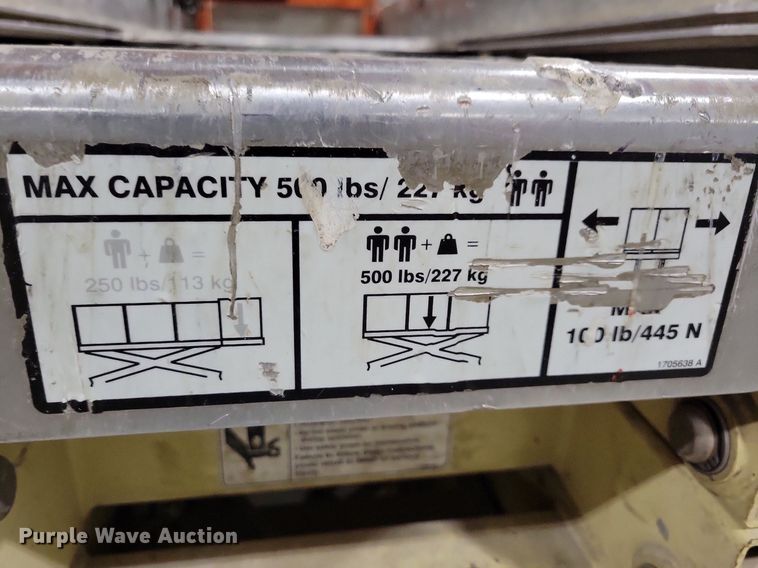 MAX CAPACITY 500 lbs/ 227 kg
+ =
250 lbs/113 kg
+ =
500 lbs/227 kg
MAX
100 lb/445 N
1705638 A
Purple Wave Auction